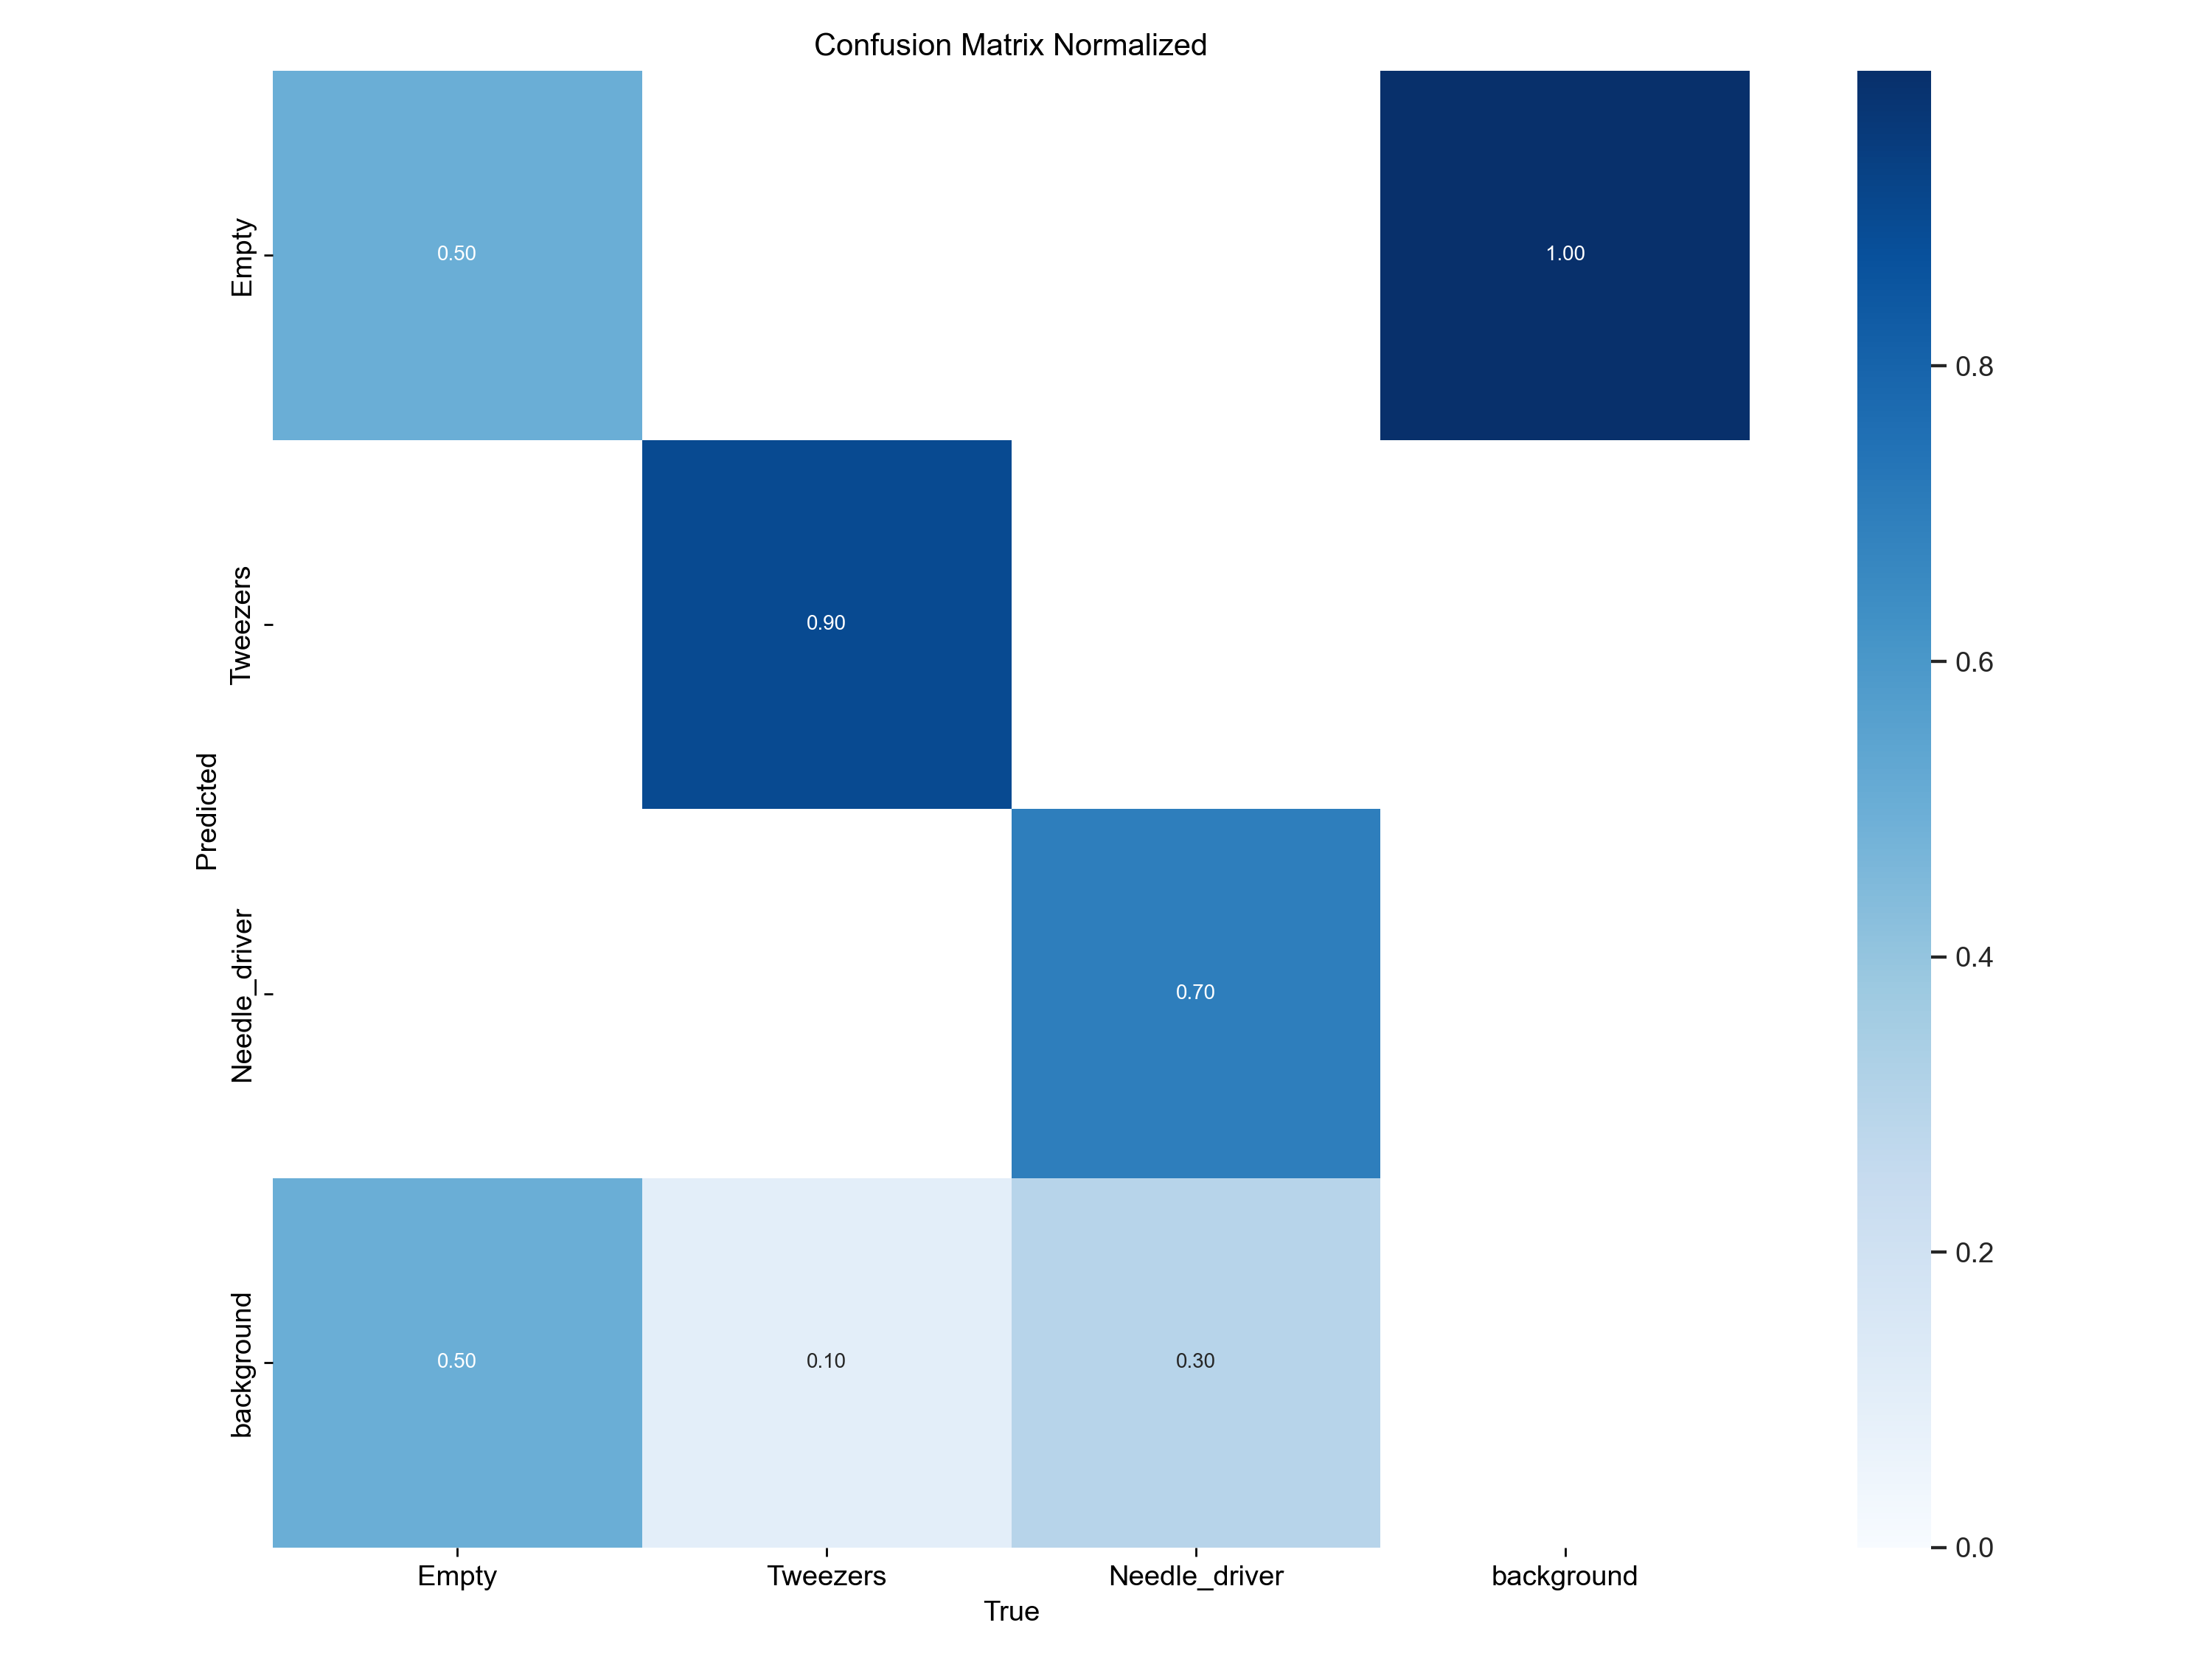 Confusion Matrix Normalized
Empty
Tweezers
Needle_driver
background
Predicted
0.50
1.00
0.90
0.70
0.50
0.10
0.30
Empty
Tweezers
Needle_driver
background
True
0.8
0.6
0.4
0.2
0.0